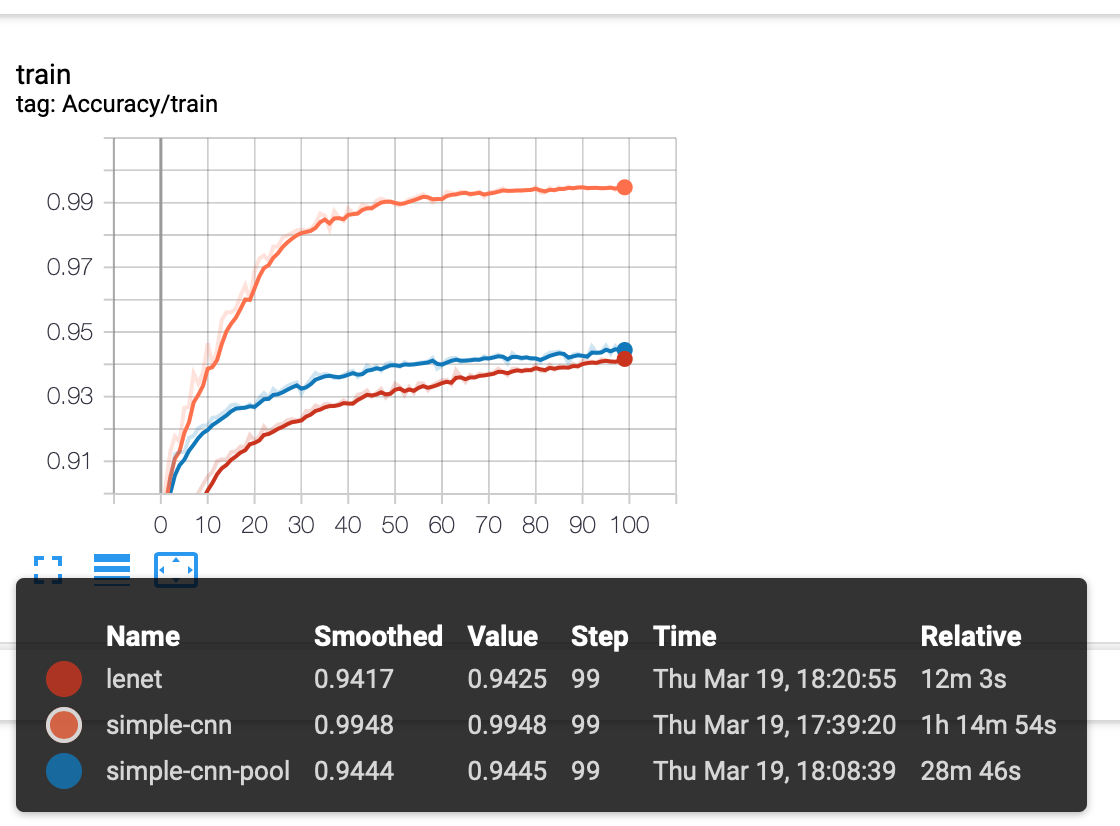 train
tag: Accuracy/train
0.99
0.97
0.95
0.93
0.91
0 10 20 30 40 50 60 70 80 90 100
Name Smoothed Value Step Time Relative
lenet 0.9417 0.9425 99 Thu Mar 19, 18:20:55 12m 3s
simple-cnn 0.9948 0.9948 99 Thu Mar 19, 17:39:20 1h 14m 54s
simple-cnn-pool 0.9444 0.9445 99 Thu Mar 19, 18:08:39 28m 46s